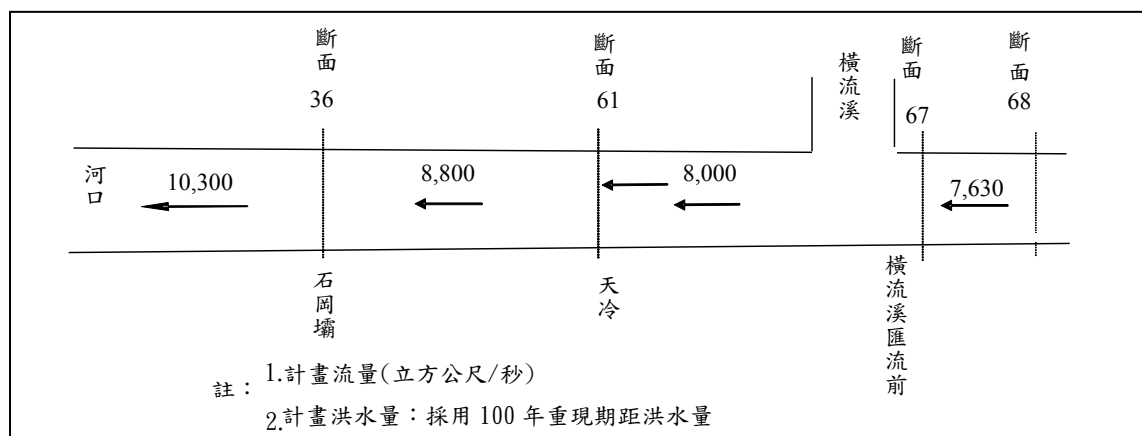 斷面
36
斷面
61
橫流溪
斷面
67
斷面
68
河口
10,300
8,800
8,000
7,630
石岡壩
天冷
橫流溪匯流前
註：1.計畫流量(立方公尺/秒)
2.計畫洪水量：採用 100 年重現期距洪水量